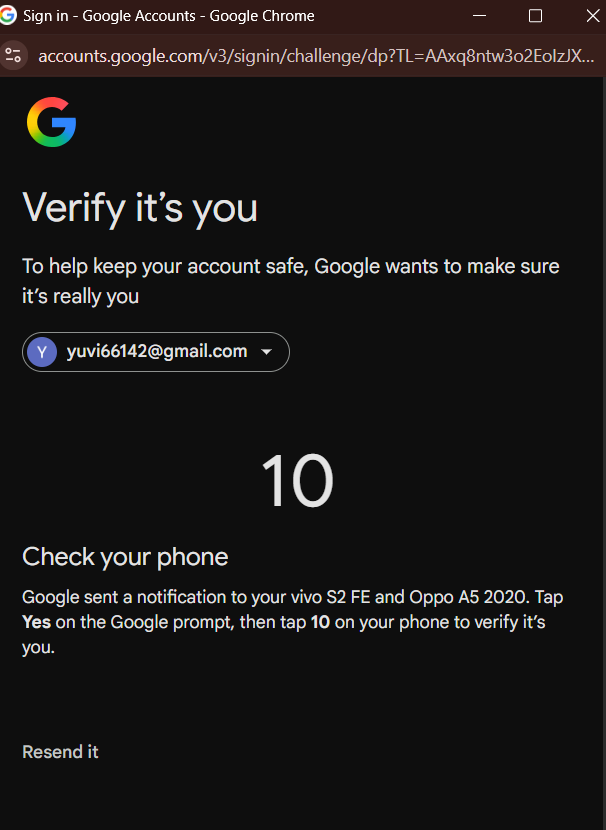 Sign in - Google Accounts - Google Chrome
accounts.google.com/v3/signin/challenge/dp?TL=AAxq8ntw3o2EoIzJX...
Verify it’s you
To help keep your account safe, Google wants to make sure
it’s really you
Y yuvi66142@gmail.com
10
Check your phone
Google sent a notification to your vivo S2 FE and Oppo A5 2020. Tap
Yes on the Google prompt, then tap 10 on your phone to verify it’s
you.
Resend it